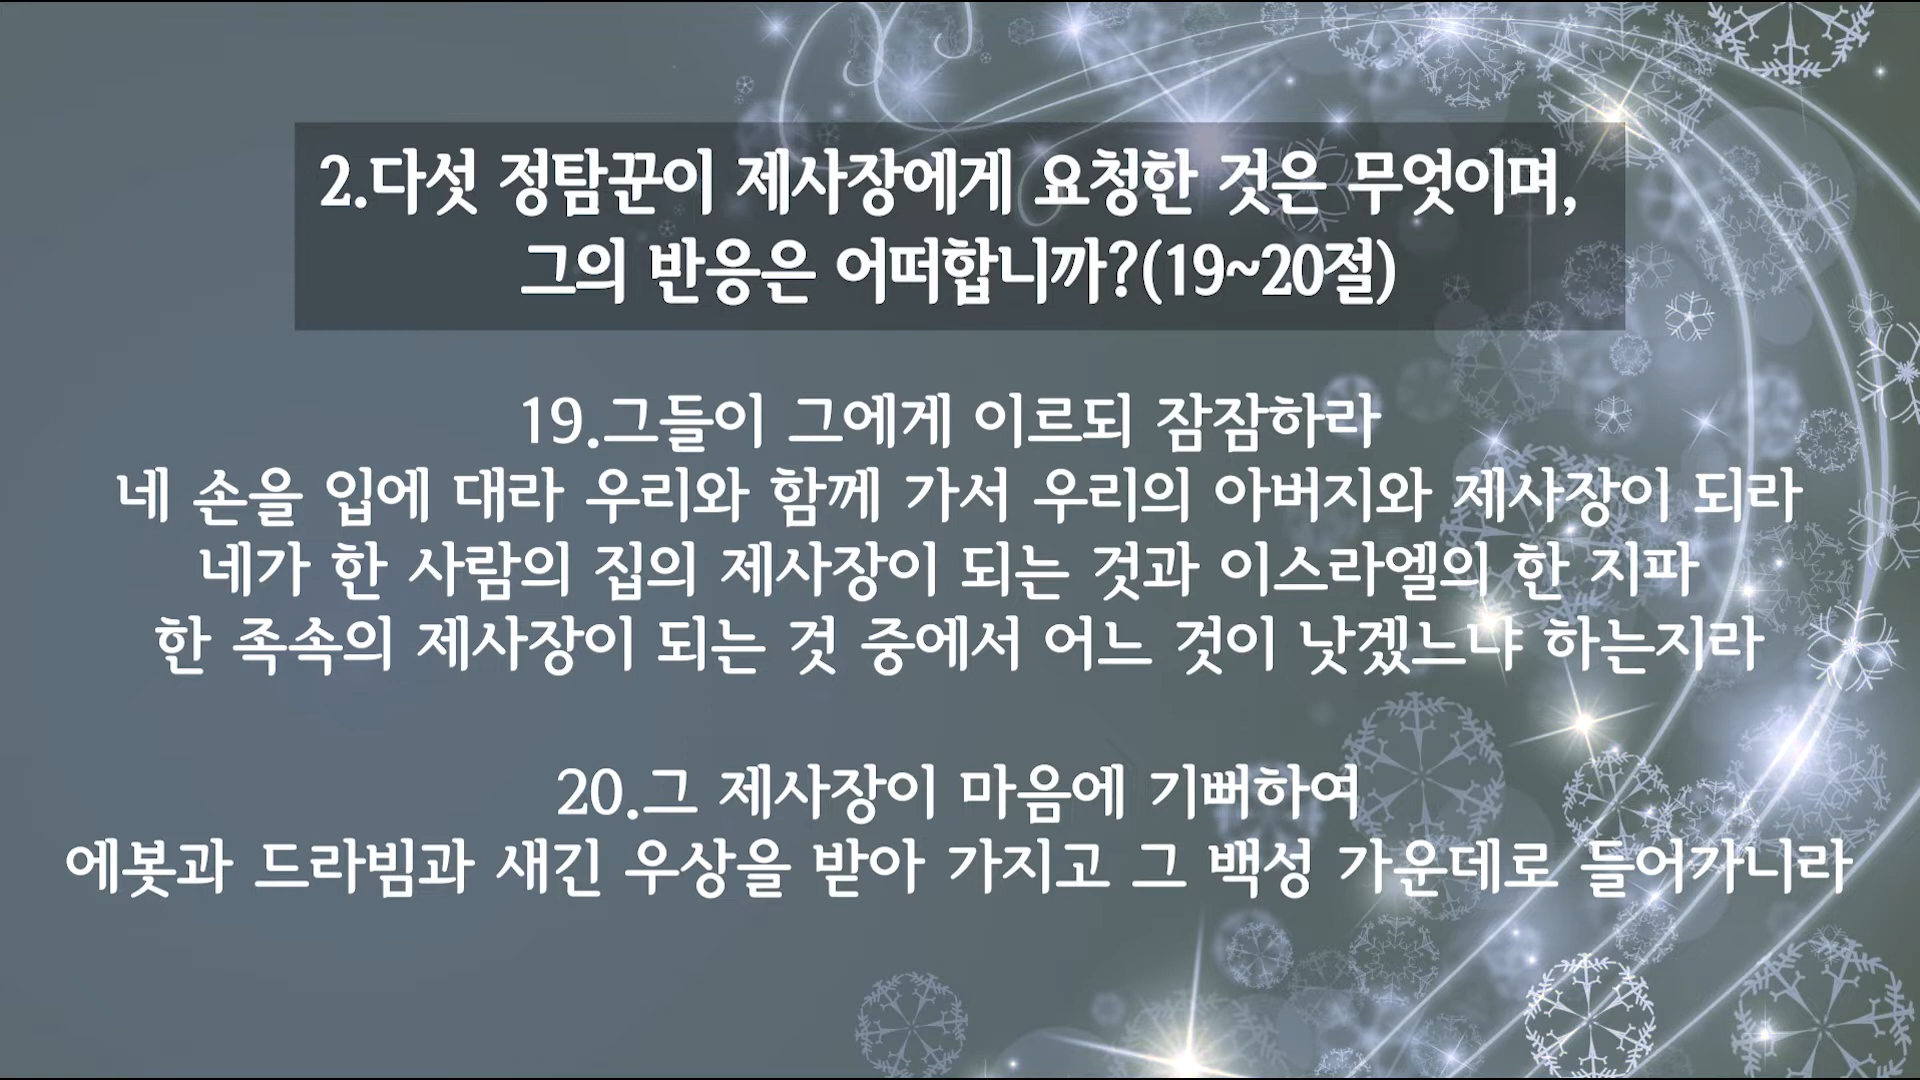 2.다섯 정탐꾼이 제사장에게 요청한 것은 무엇이며,
그의 반응은 어떠합니까?(19~20절)
19.그들이 그에게 이르되 잠잠하라
네 손을 입에 대라 우리와 함께 가서 우리의 아버지와 제사장이 되라
네가 한 사람의 집의 제사장이 되는 것과 이스라엘의 한 지파
한 족속의 제사장이 되는 것 중에서 어느 것이 낫겠느냐 하는지라
20.그 제사장이 마음에 기뻐하여
에봇과 드라빔과 새긴 우상을 받아 가지고 그 백성 가운데로 들어가니라